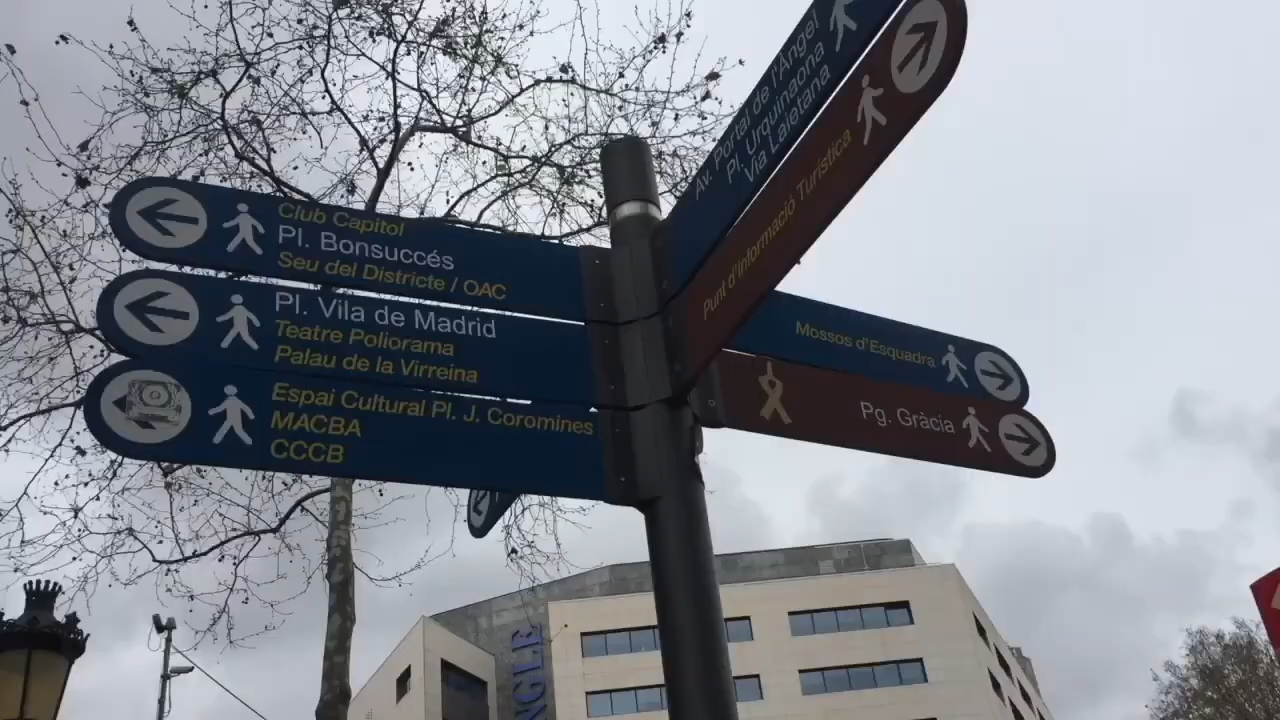 Club Capitol
Pl. Bonsuccés
Seu del Districte / OAC
Pl. Vila de Madrid
Teatre Poliorama
Palau de la Virreina
Espai Cultural Pl. J. Coromines
MACBA
CCCB
Av. Portal de l'Àngel
Pl. Urquinaona
Via Laietana
Punt d'Informació Turística
Mossos d'Esquadra
Pg. Gràcia